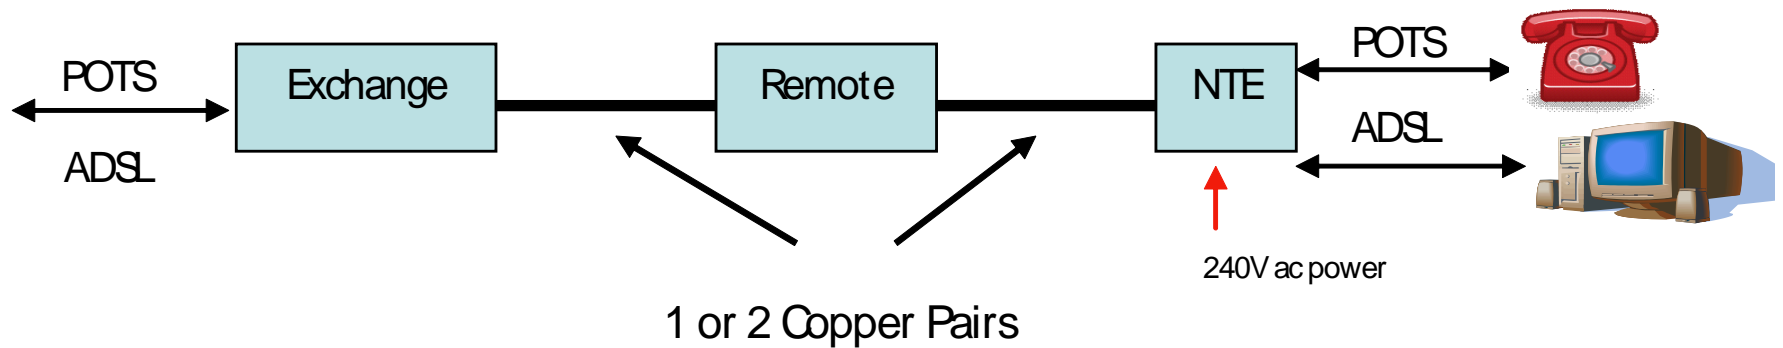 POTS
ADSL
Exchange
Remote
NTE
POTS
ADSL
240V ac power
1 or 2 Copper Pairs